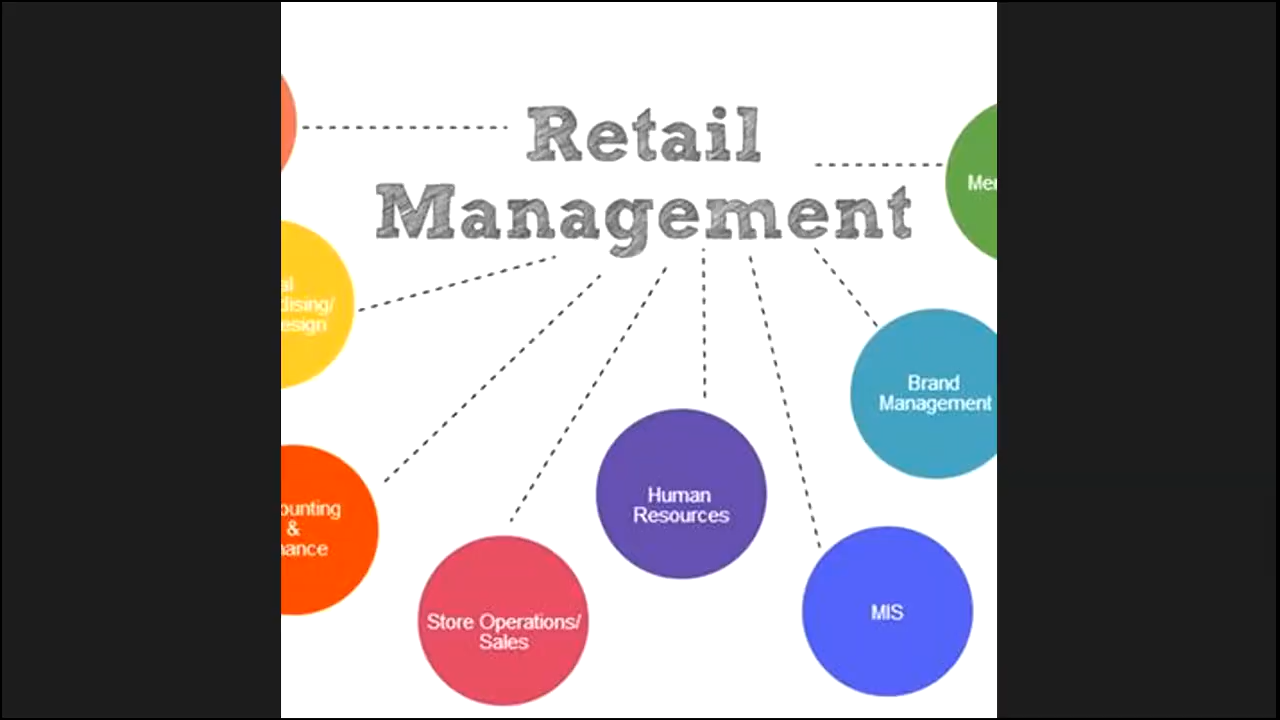 Retail
Management
Brand
Management
Human
Resources
&
Store Operations/
Sales
MIS